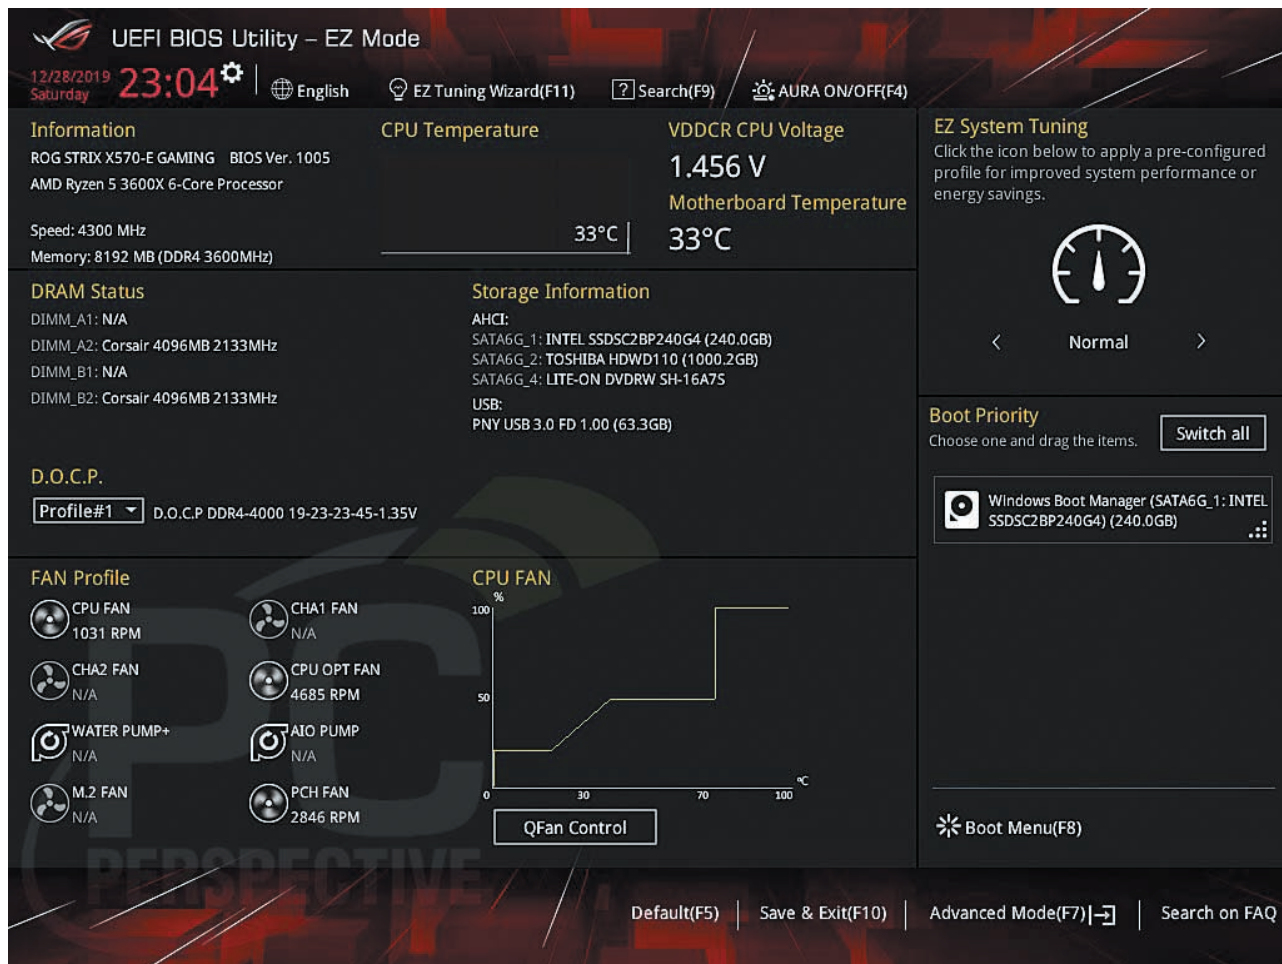 UEFI BIOS Utility – EZ Mode
12/28/2019
Saturday
23:04
English
EZ Tuning Wizard(F11)
? Search(F9)
AURA ON/OFF(F4)
Information
ROG STRIX X570-E GAMING BIOS Ver. 1005
AMD Ryzen 5 3600X 6-Core Processor
Speed: 4300 MHz
Memory: 8192 MB (DDR4 3600MHz)
CPU Temperature
33°C
VDDCR CPU Voltage
1.456 V
Motherboard Temperature
33°C
EZ System Tuning
Click the icon below to apply a pre-configured
profile for improved system performance or
energy savings.
< Normal >
DRAM Status
DIMM_A1: N/A
DIMM_A2: Corsair 4096MB 2133MHz
DIMM_B1: N/A
DIMM_B2: Corsair 4096MB 2133MHz
Storage Information
AHCI:
SATA6G_1: INTEL SSDSC2BP240G4 (240.0GB)
SATA6G_2: TOSHIBA HDWD110 (1000.2GB)
SATA6G_4: LITE-ON DVDRW SH-16A7S
USB:
PNY USB 3.0 FD 1.00 (63.3GB)
D.O.C.P.
Profile#1 D.O.C.P DDR4-4000 19-23-23-45-1.35V
Boot Priority
Choose one and drag the items.
Switch all
Windows Boot Manager (SATA6G_1: INTEL
SSDSC2BP240G4) (240.0GB)
FAN Profile
CPU FAN
1031 RPM
CHA1 FAN
N/A
CHA2 FAN
N/A
CPU OPT FAN
4685 RPM
WATER PUMP+
N/A
AIO PUMP
N/A
M.2 FAN
N/A
PCH FAN
2846 RPM
CPU FAN
%
100
50
°C
0 30 70 100
QFan Control
Boot Menu(F8)
PC
PERSPECTIVE
Default(F5)
Save & Exit(F10)
Advanced Mode(F7)
Search on FAQ